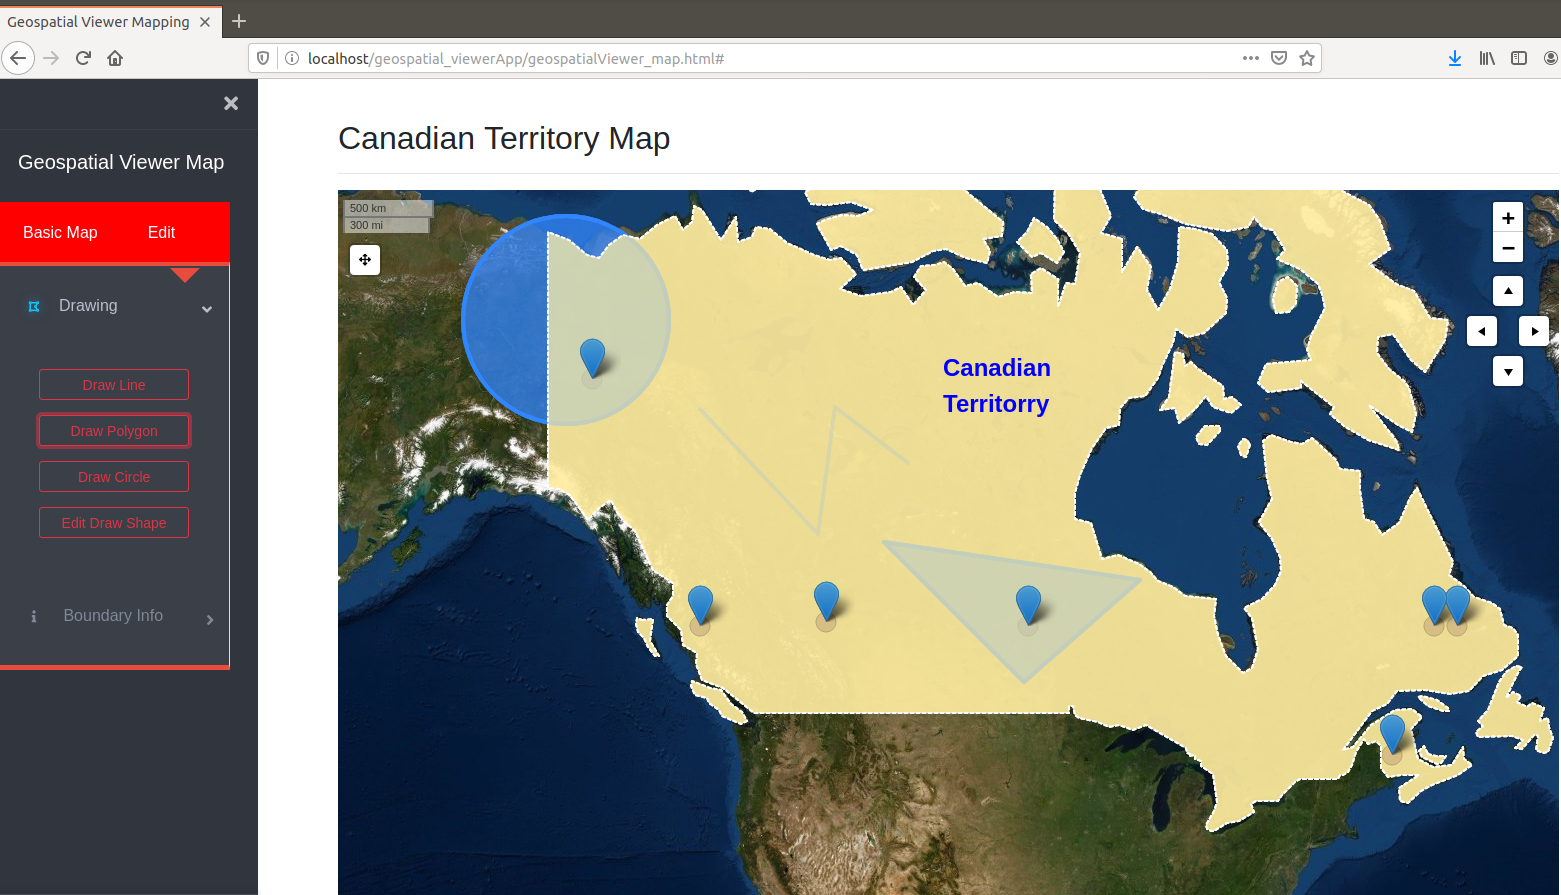 Geospatial Viewer Mapping
localhost/geospatial_viewerApp/geospatialViewer_map.html#
Geospatial Viewer Map
Basic Map Edit
Drawing
Draw Line
Draw Polygon
Draw Circle
Edit Draw Shape
Boundary Info
Canadian Territory Map
500 km
300 mi
+
−
Canadian
Territorry